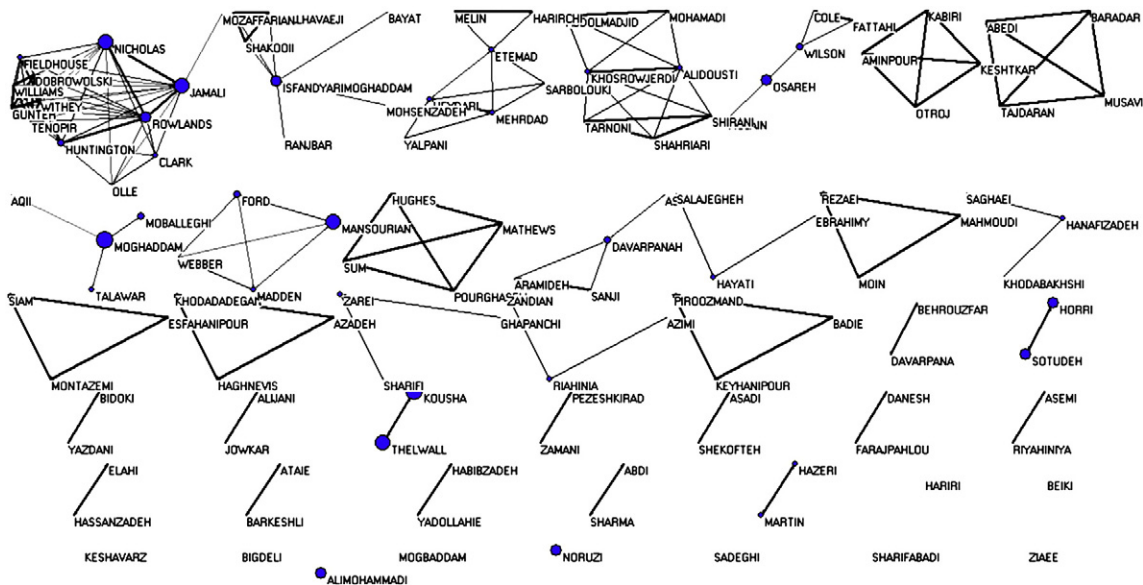 NICHOLAS
FIELDHOUSE
DOBROWOLSKI
WILLIAMS
WITHEY
GUNTER
TENOPIR
HUNTINGTON
JAMALI
ROWLANDS
CLARK
OLLE
MOZAFFARIAN
LHAVAEJI
SHAKOOII
BAYAT
ISFANDYARIMOGHADDAM
RANJBAR
MELIN
HARIRCHI
ETEMAD
SARBOLOUKI
MOHSENZADEH
MEHRDAD
YALPANI
MOHAMADI
KHOSROWJERDI
ALIDOUSTI
TARNONI
SHIRANI
SHAHRIARI
COLE
FATTAHI
WILSON
OSAREH
KABIRI
AMINPOUR
KESHTKAR
OTROJ
ABEDI
BARADAR
MUSAVI
TAJDARAN
AQII
MOBALLEGHI
MOGHADDAM
TALAWAR
FORD
MANSOURIAN
WEBBER
MADDEN
HUGHES
MATHEWS
SUM
POURGHASE
SALAJEGHEH
DAVARPANAH
ARAMIDEH
SANJI
HAYATI
EBRAHIMY
REZAEI
MAHMOUDI
MOIN
SAGHAEI
HANAFIZADEH
KHODABAKHSHI
SIAM
ESFAHANIPOUR
MONTAZEMI
KHODADADEGAN
AZADEH
HAGHNEVIS
ZAREI
SHARIFI
ZANDIAN
GHAPANCHI
RIAHINIA
AZIMI
PIROOZMAND
BADIE
KEYHANIPOUR
BEHROUZFAR
DAVARPANA
HORRI
SOTUDEH
BIDOKI
YAZDANI
ALIJANI
JOWKAR
KOUSHA
THELWALL
PEZESHKIRAD
ZAMANI
ASADI
SHEKOFTEH
DANESH
FARAJPAHLOU
ASEMI
RIYAHINIYA
ELAHI
HASSANZADEH
ATAIE
BARKESHLI
HABIBZADEH
YADOLLAHIE
ABDI
SHARMA
HAZERI
MARTIN
HARIRI
BEIKI
KESHAVARZ
BIGDELI
MOGBADDAM
NORUZI
SADEGHI
SHARIFABADI
ZIAEE
ALIMOHAMMADI